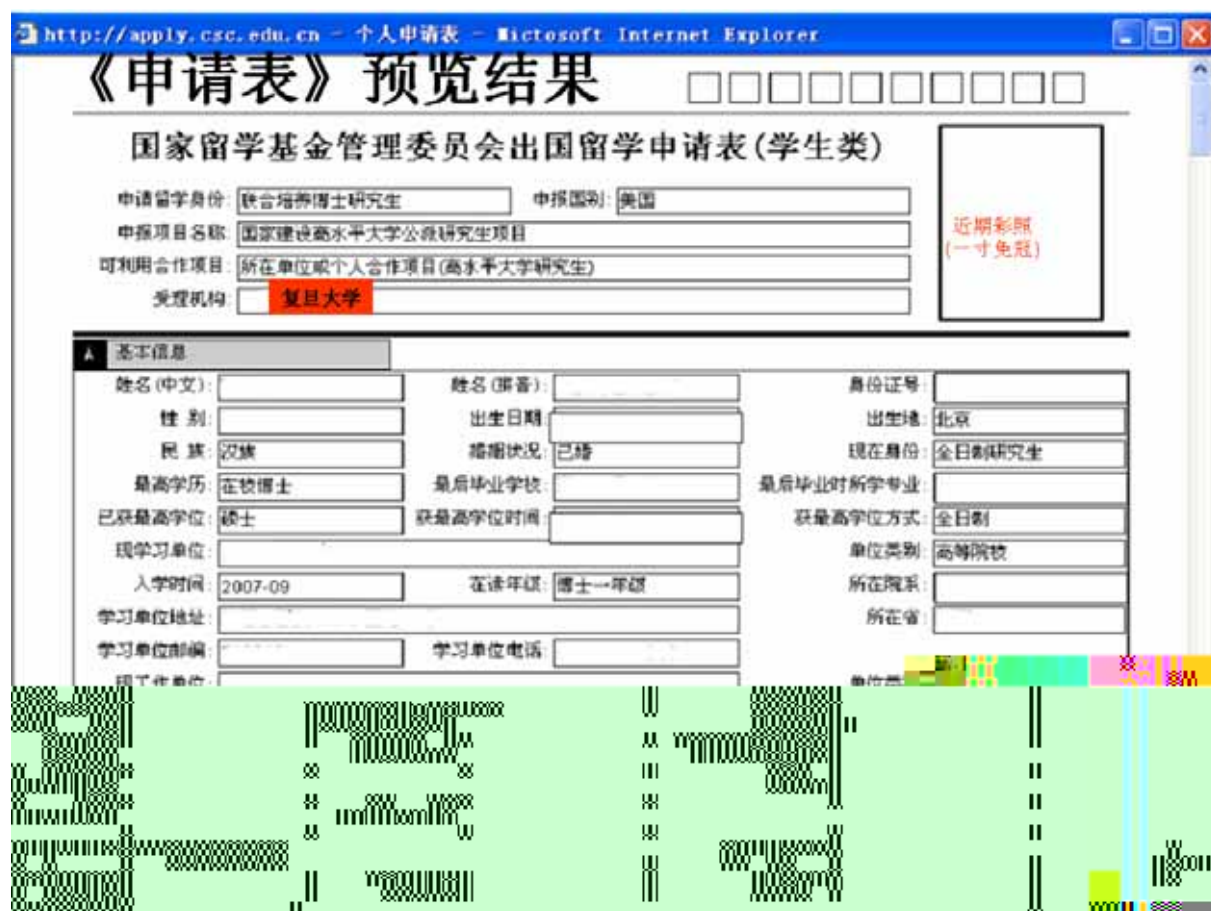 http://apply.csc.edu.cn - 个人申请表 - Mictosoft Internet Explorer
《申请表》预览结果
国家留学基金管理委员会出国留学申请表(学生类)
申请留学身份: 联合培养博士研究生 申报国别: 美国
近期彩照
(一寸免冠)
申报项目名称: 国家建设高水平大学公派研究生项目
可利用合作项目: 所在单位或个人合作项目(高水平大学研究生)
受理机构: 复旦大学
A 基本信息
姓名(中文): 姓名(拼音): 身份证号:
性 别: 出生日期: 出生地: 北京
民 族: 汉族 婚姻状况: 已婚 现在身份: 全日制研究生
最高学历: 在校博士 最后毕业学校: 最后毕业时所学专业:
已获最高学位: 硕士 获最高学位时间: 获最高学位方式: 全日制
现学习单位: 单位类别: 高等院校
入学时间: 2007-09 在读年级: 博士一年级 所在院系:
学习单位地址: 所在省:
学习单位邮编: 学习单位电话:
现工作单位: